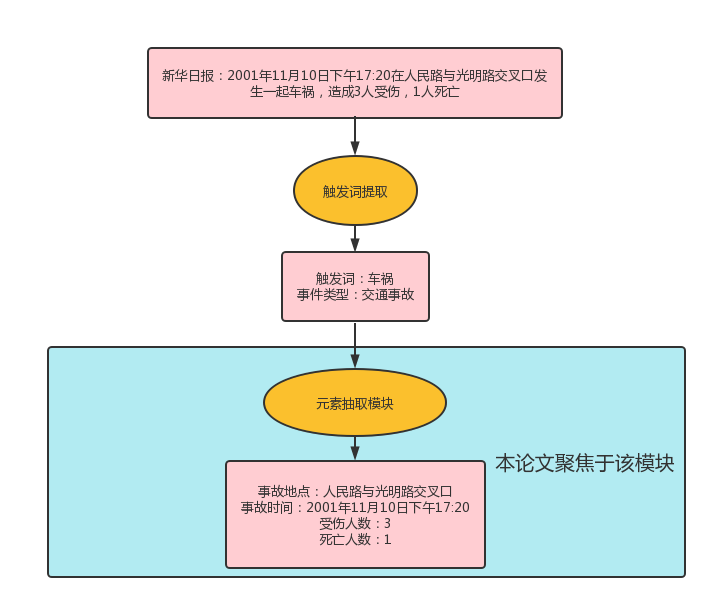 新华日报：2001年11月10日下午17:20在人民路与光明路交叉口发
生一起车祸，造成3人受伤，1人死亡
触发词提取
触发词：车祸
事件类型：交通事故
元素抽取模块
本论文聚焦于该模块
事故地点：人民路与光明路交叉口
事故时间：2001年11月10日下午17:20
受伤人数：3
死亡人数：1